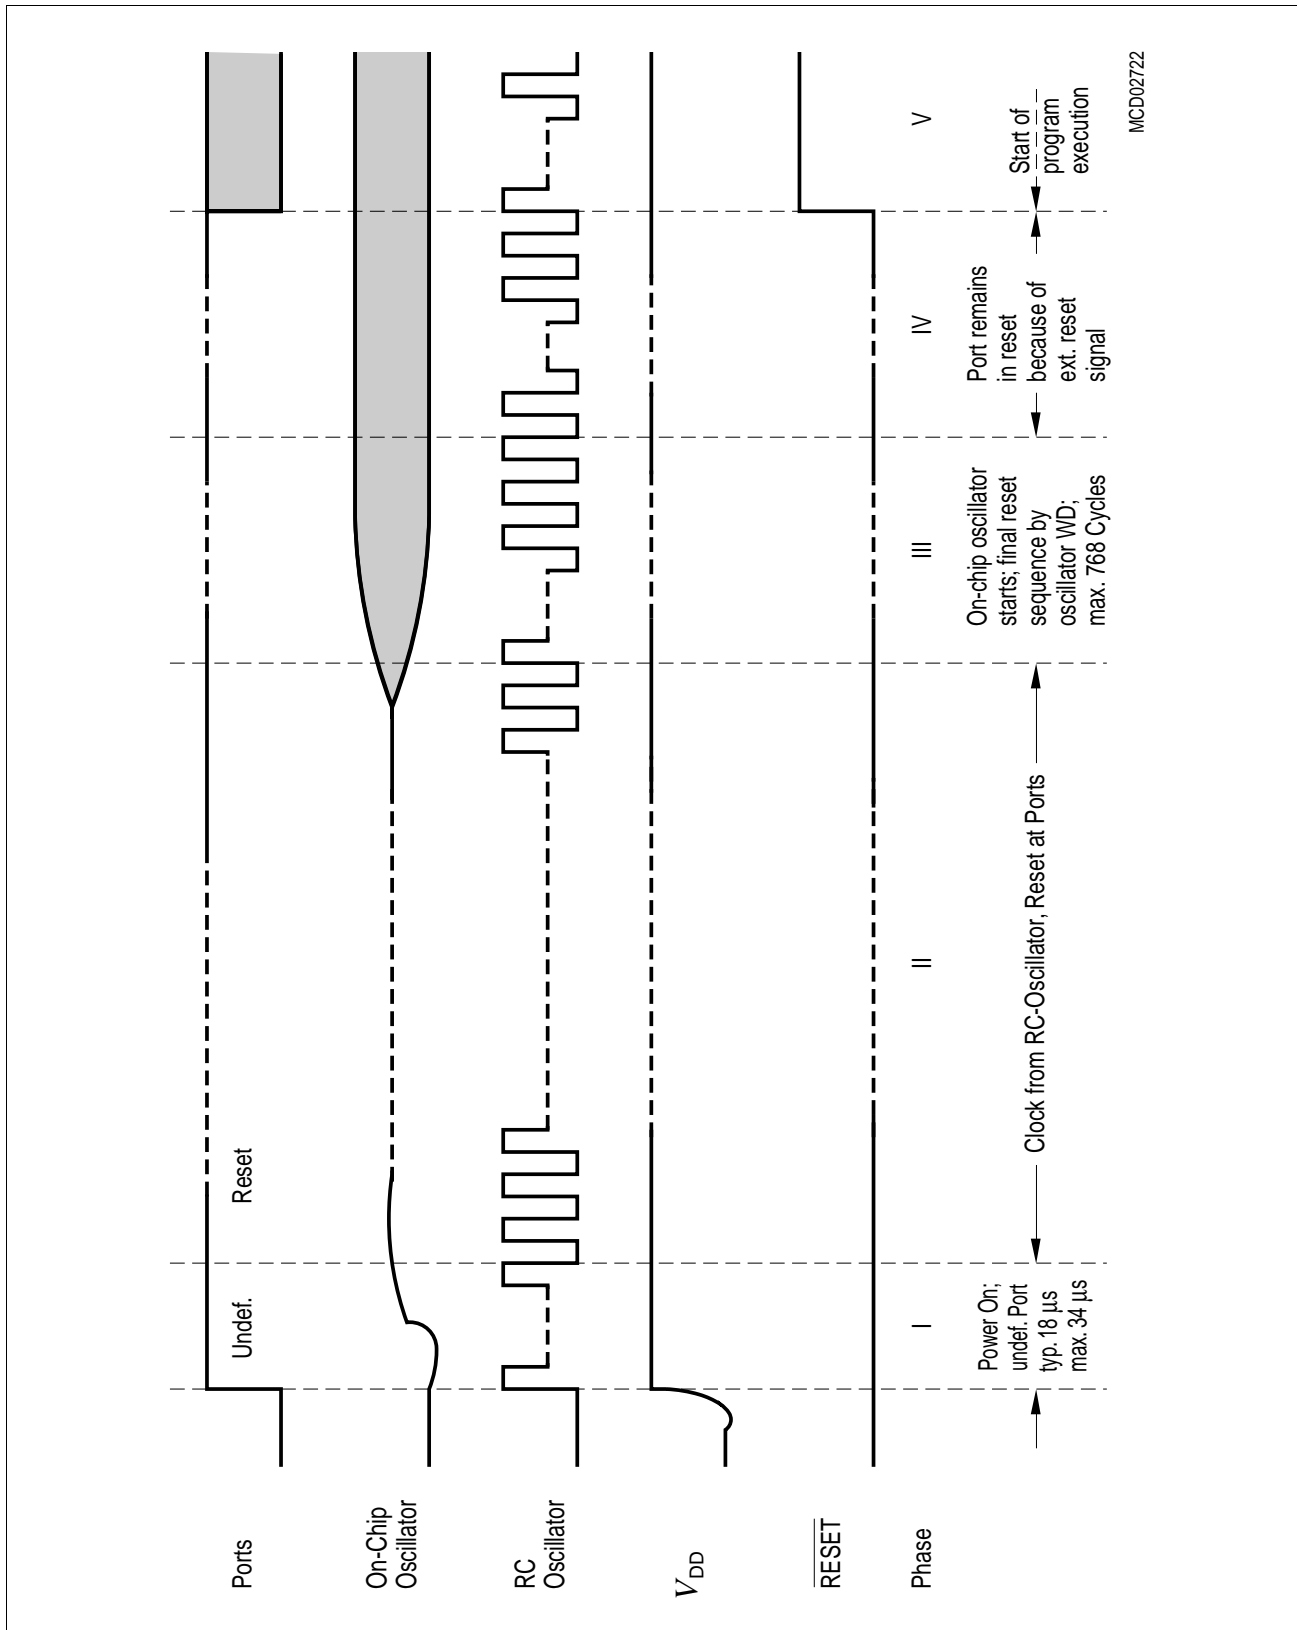 Ports
Undef.
Reset
On-Chip
Oscillator
RC
Oscillator
VDD
RESET
Phase
I
II
III
IV
V
Power On;
undef. Port
typ. 18 µs
max. 34 µs
Clock from RC-Oscillator, Reset at Ports
On-chip oscillator
starts; final reset
sequence by
oscillator WD;
max. 768 Cycles
Port remains
in reset
because of
ext. reset
signal
Start of
program
execution
MCD02722